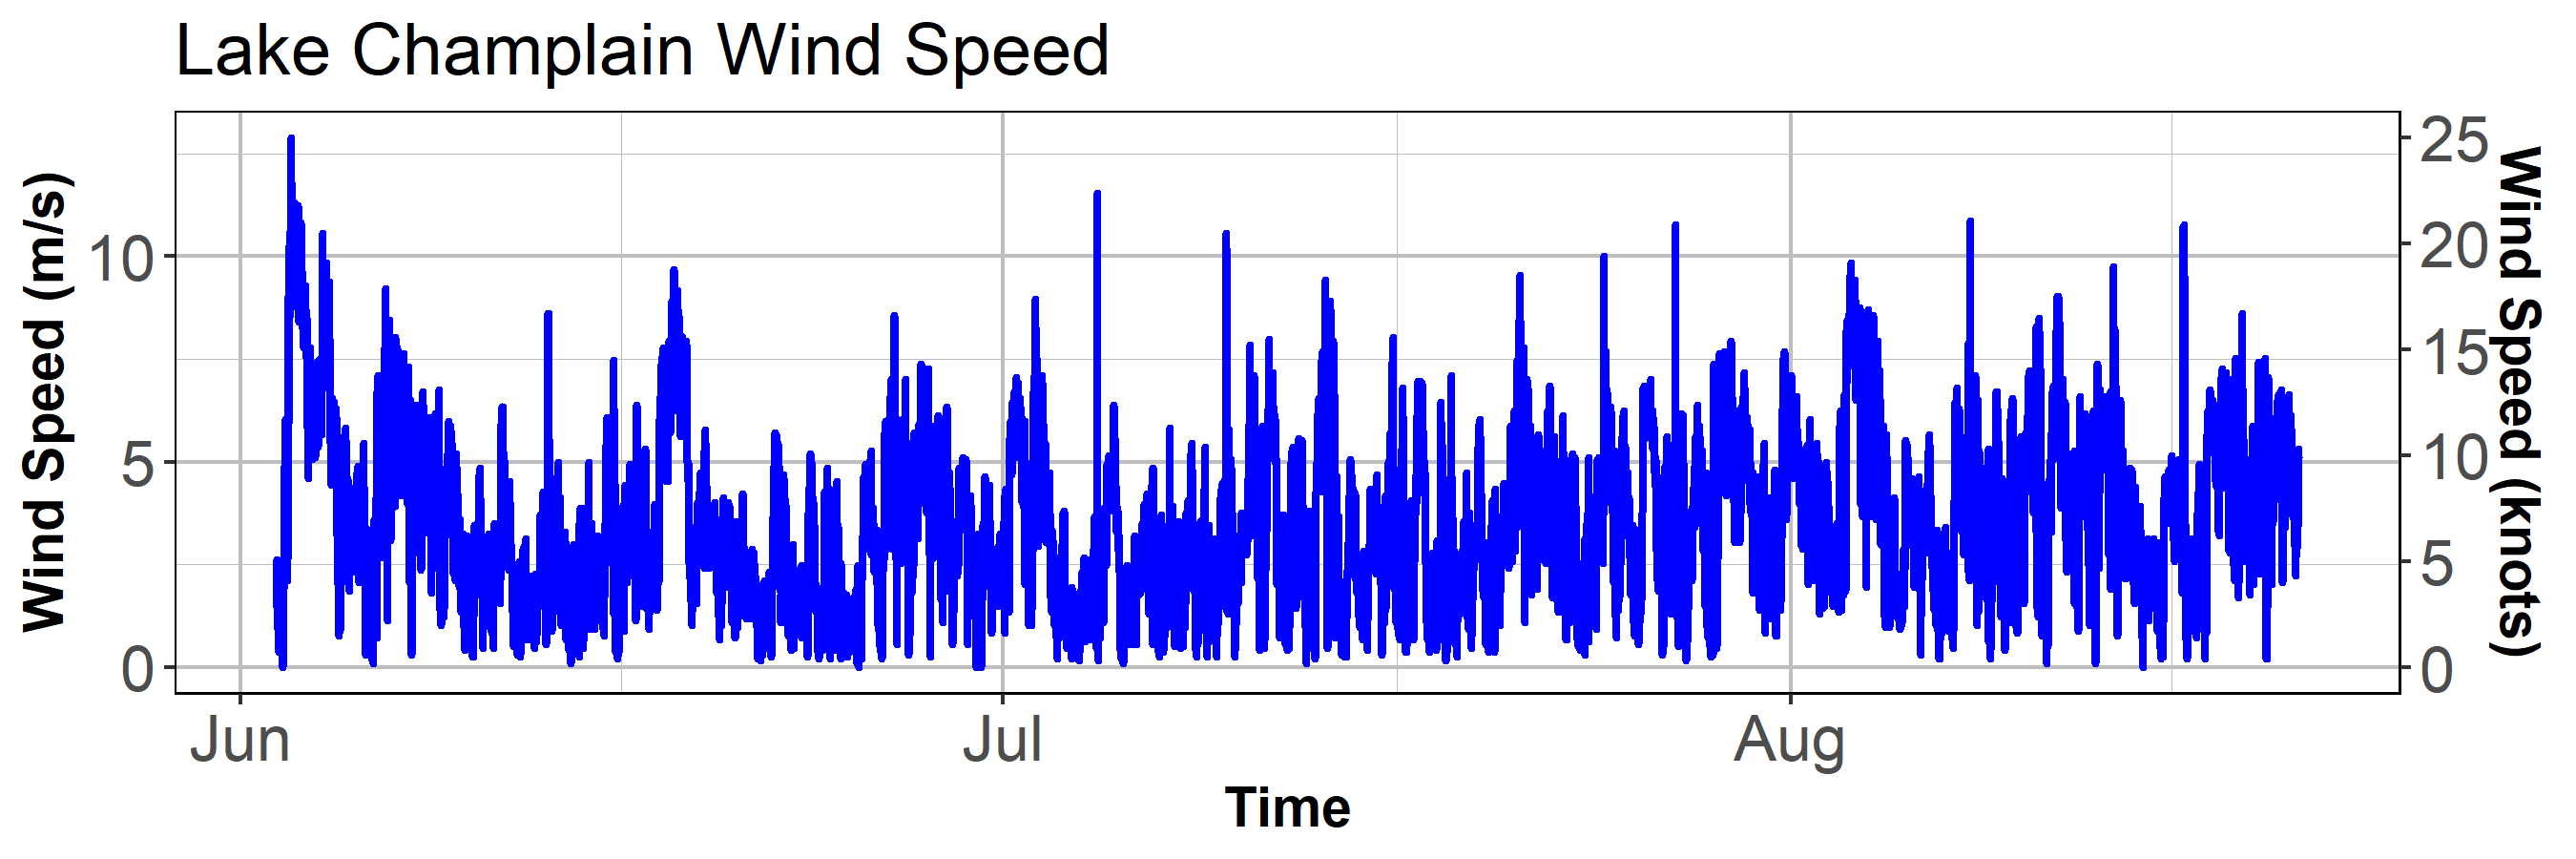 Lake Champlain Wind Speed
Wind Speed (m/s)
10
5
0
25
20
15
10
5
0
Wind Speed (knots)
Jun
Jul
Aug
Time